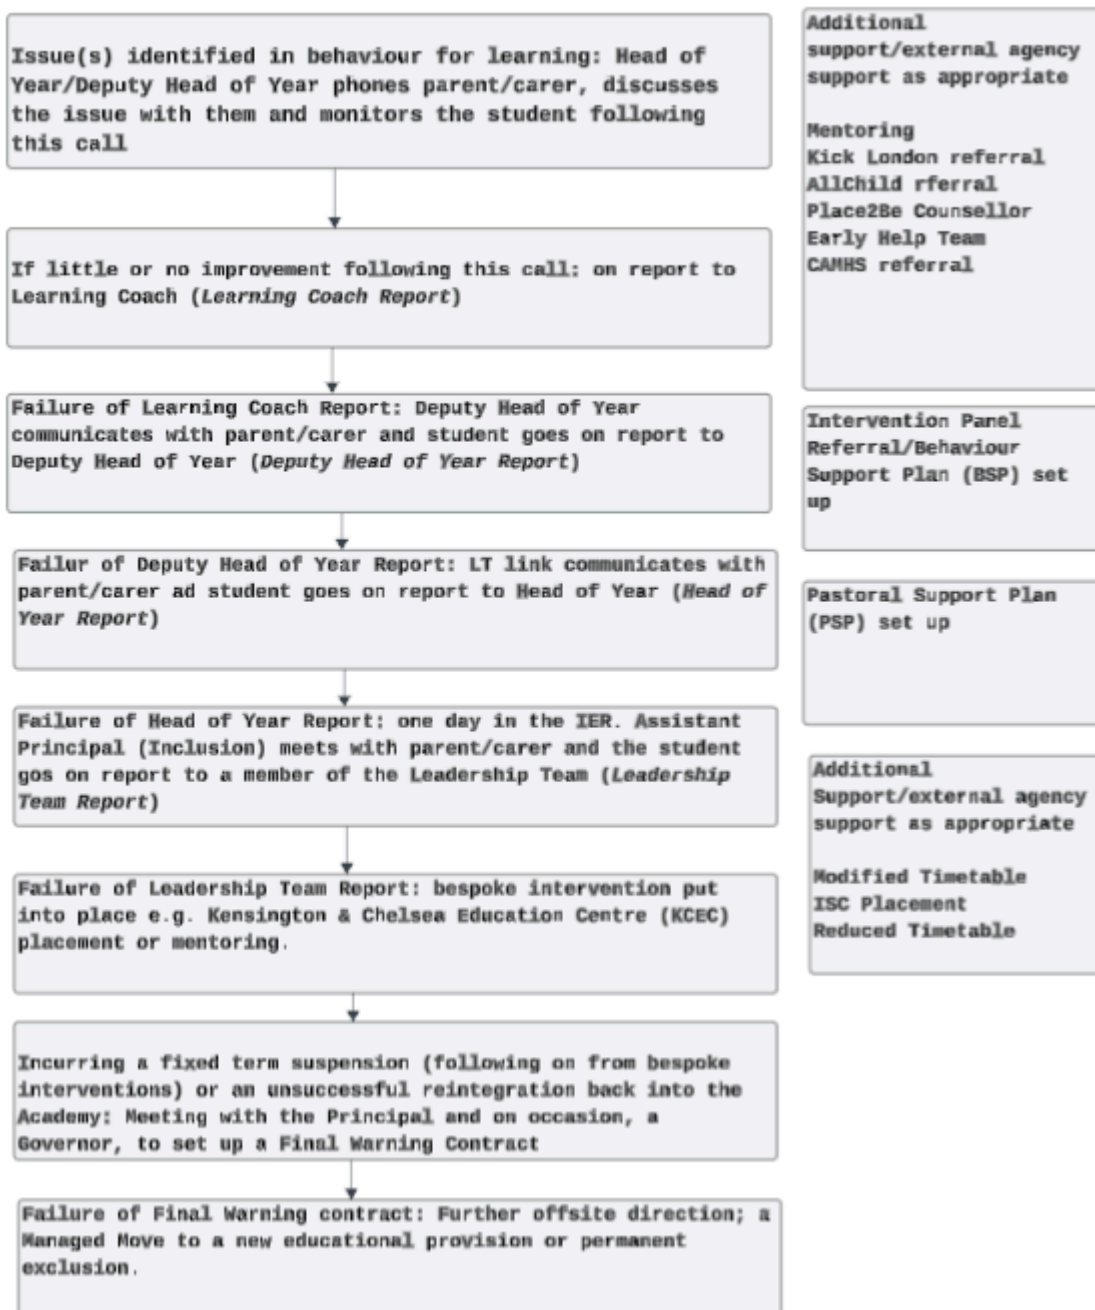 Issue(s) identified in behaviour for learning: Head of
Year/Deputy Head of Year phones parent/carer, discusses
the issue with them and monitors the student following
this call
If little or no improvement following this call: on report to
Learning Coach (Learning Coach Report)
Failure of Learning Coach Report: Deputy Head of Year
communicates with parent/carer and student goes on report to
Deputy Head of Year (Deputy Head of Year Report)
Failur of Deputy Head of Year Report: LT link communicates with
parent/carer ad student goes on report to Head of Year (Head of
Year Report)
Failure of Head of Year Report: one day in the IER. Assistant
Principal (Inclusion) meets with parent/carer and the student
gos on report to a member of the Leadership Team (Leadership
Team Report)
Failure of Leadership Team Report: bespoke intervention put
into place e.g. Kensington & Chelsea Education Centre (KCEC)
placement or mentoring.
Incurring a fixed term suspension (following on from bespoke
interventions) or an unsuccessful reintegration back into the
Academy: Meeting with the Principal and on occasion, a
Governor, to set up a Final Warning Contract
Failure of Final Warning contract: Further offsite direction; a
Managed Move to a new educational provision or permanent
exclusion.
Additional
support/external agency
support as appropriate
Mentoring
Kick London referral
AllChild rferral
Place2Be Counsellor
Early Help Team
CAMHS referral
Intervention Panel
Referral/Behaviour
Support Plan (BSP) set
up
Pastoral Support Plan
(PSP) set up
Additional
Support/external agency
support as appropriate
Modified Timetable
ISC Placement
Reduced Timetable